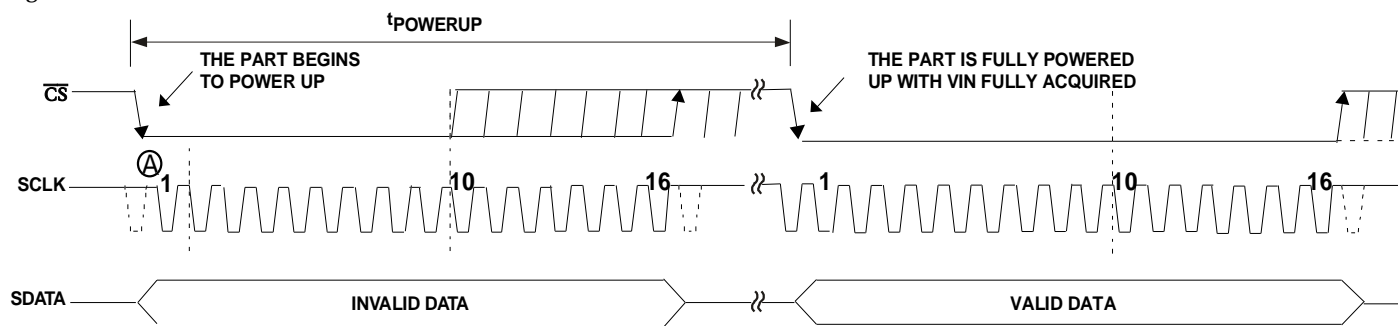 tPOWERUP
THE PART BEGINS
TO POWER UP
THE PART IS FULLY POWERED
UP WITH VIN FULLY ACQUIRED
CS
A
SCLK
1
10
16
1
10
16
SDATA
INVALID DATA
VALID DATA